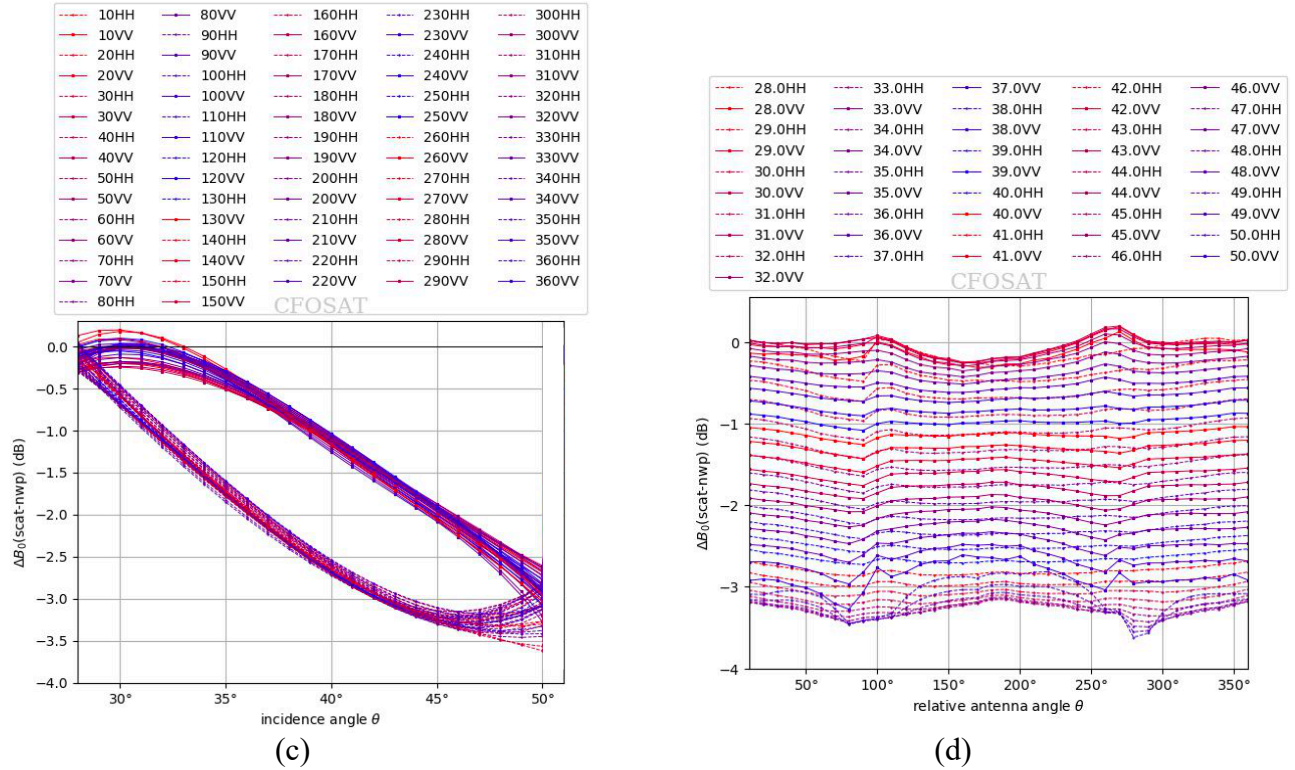 10HH 80VV 160HH 230HH 300HH
10VV 90HH 160VV 230VV 300VV
20HH 90VV 170HH 240HH 310HH
20VV 100HH 170VV 240VV 310VV
30HH 100VV 180HH 250HH 320HH
30VV 110HH 180VV 250VV 320VV
40HH 110VV 190HH 260HH 330HH
40VV 120HH 190VV 260VV 330VV
50HH 120VV 200HH 270HH 340HH
50VV 130HH 200VV 270VV 340VV
60HH 130VV 210HH 280HH 350HH
60VV 140HH 210VV 280VV 350VV
70HH 140VV 220HH 290HH 360HH
70VV 150HH 220VV 290VV 360VV
80HH 150VV
CFOSAT
0.0
−0.5
−1.0
−1.5
−2.0
−2.5
−3.0
−3.5
−4.0
ΔB₀(scat-nwp) (dB)
30° 35° 40° 45° 50°
incidence angle θ
(c)
28.0HH 33.0HH 37.0VV 42.0HH 46.0VV
28.0VV 33.0VV 38.0HH 42.0VV 47.0HH
29.0HH 34.0HH 38.0VV 43.0HH 47.0VV
29.0VV 34.0VV 39.0HH 43.0VV 48.0HH
30.0HH 35.0HH 39.0VV 44.0HH 48.0VV
30.0VV 35.0VV 40.0HH 44.0VV 49.0HH
31.0HH 36.0HH 40.0VV 45.0HH 49.0VV
31.0VV 36.0VV 41.0HH 45.0VV 50.0HH
32.0HH 37.0HH 41.0VV 46.0HH 50.0VV
32.0VV
CFOSAT
0
−1
−2
−3
−4
ΔB₀(scat-nwp) (dB)
50° 100° 150° 200° 250° 300° 350°
relative antenna angle θ
(d)